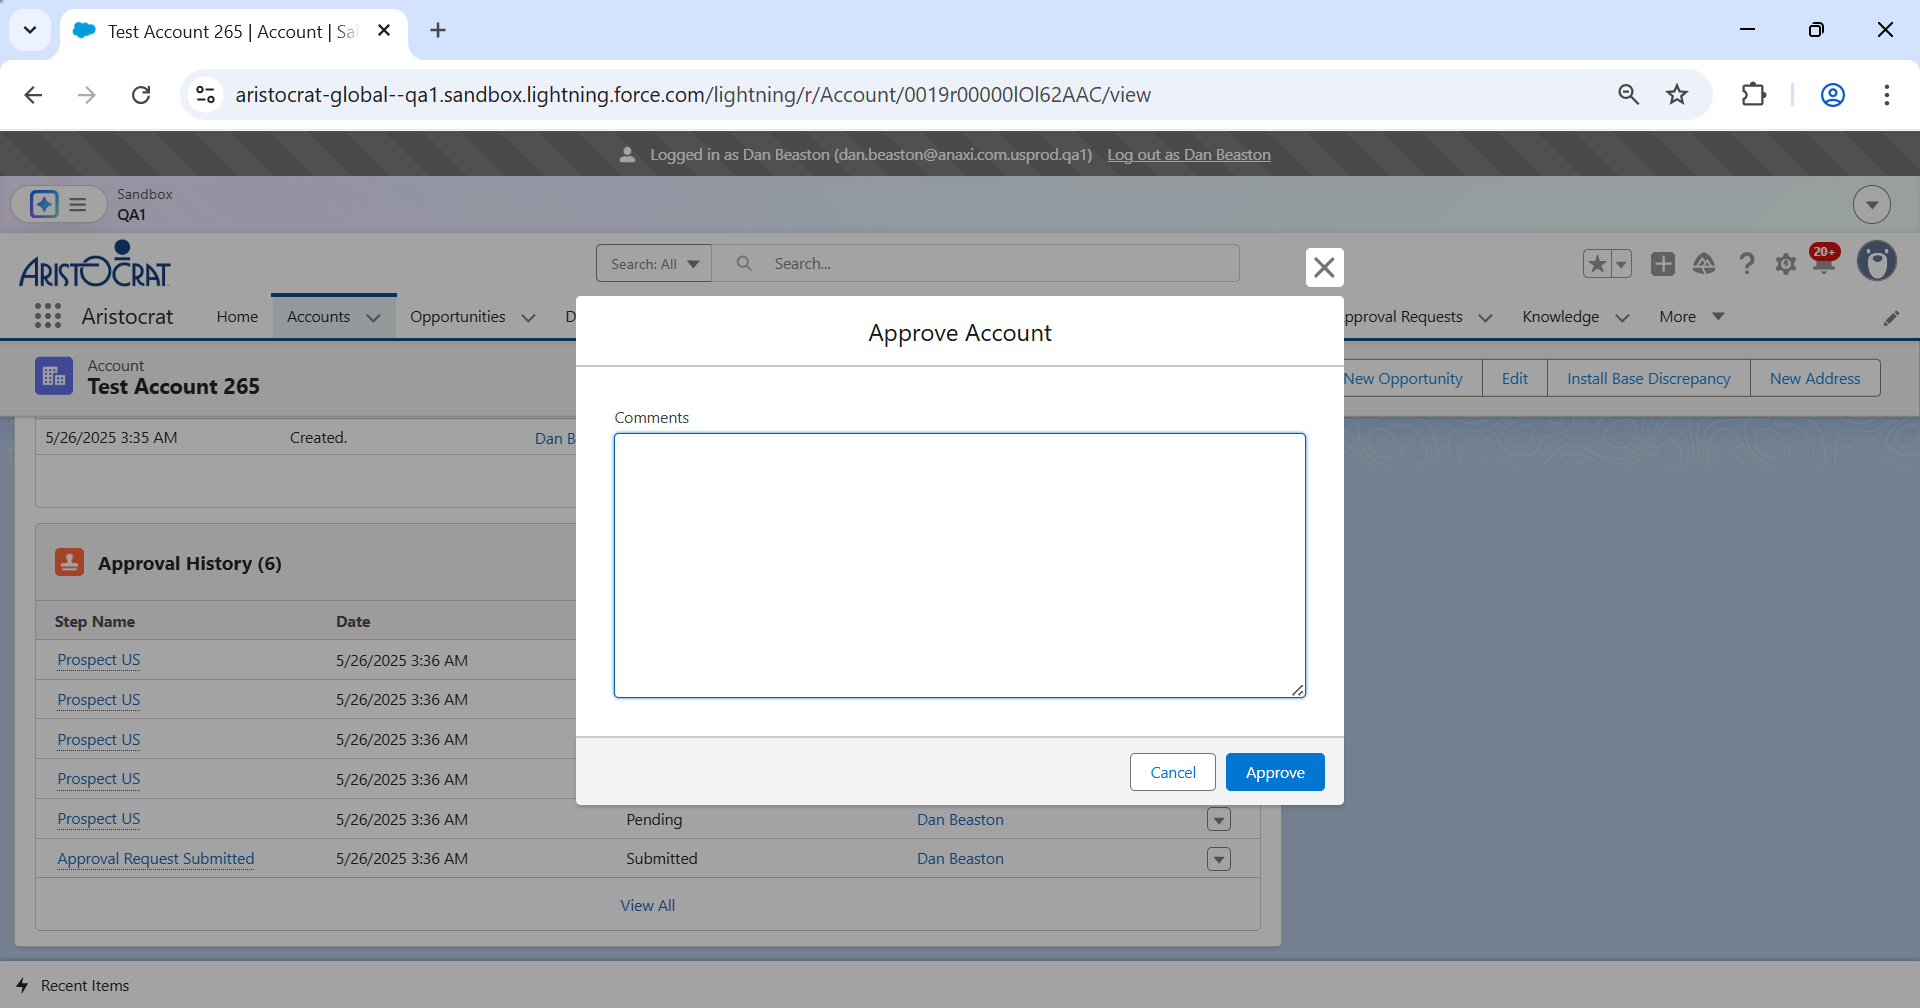 Test Account 265 | Account | Sa
aristocrat-global--qa1.sandbox.lightning.force.com/lightning/r/Account/0019r00000lOl62AAC/view
Logged in as Dan Beaston (dan.beaston@anaxi.com.usprod.qa1) Log out as Dan Beaston
Sandbox
QA1
ARISTOCRAT
Search: All
Search...
20+
Aristocrat
Home
Accounts
Opportunities
D
pproval Requests
Knowledge
More
Account
Test Account 265
New Opportunity
Edit
Install Base Discrepancy
New Address
5/26/2025 3:35 AM Created. Dan B
Approve Account
Comments
Cancel
Approve
Approval History (6)
Step Name Date
Prospect US 5/26/2025 3:36 AM
Prospect US 5/26/2025 3:36 AM
Prospect US 5/26/2025 3:36 AM
Prospect US 5/26/2025 3:36 AM
Prospect US 5/26/2025 3:36 AM Pending Dan Beaston
Approval Request Submitted 5/26/2025 3:36 AM Submitted Dan Beaston
View All
Recent Items